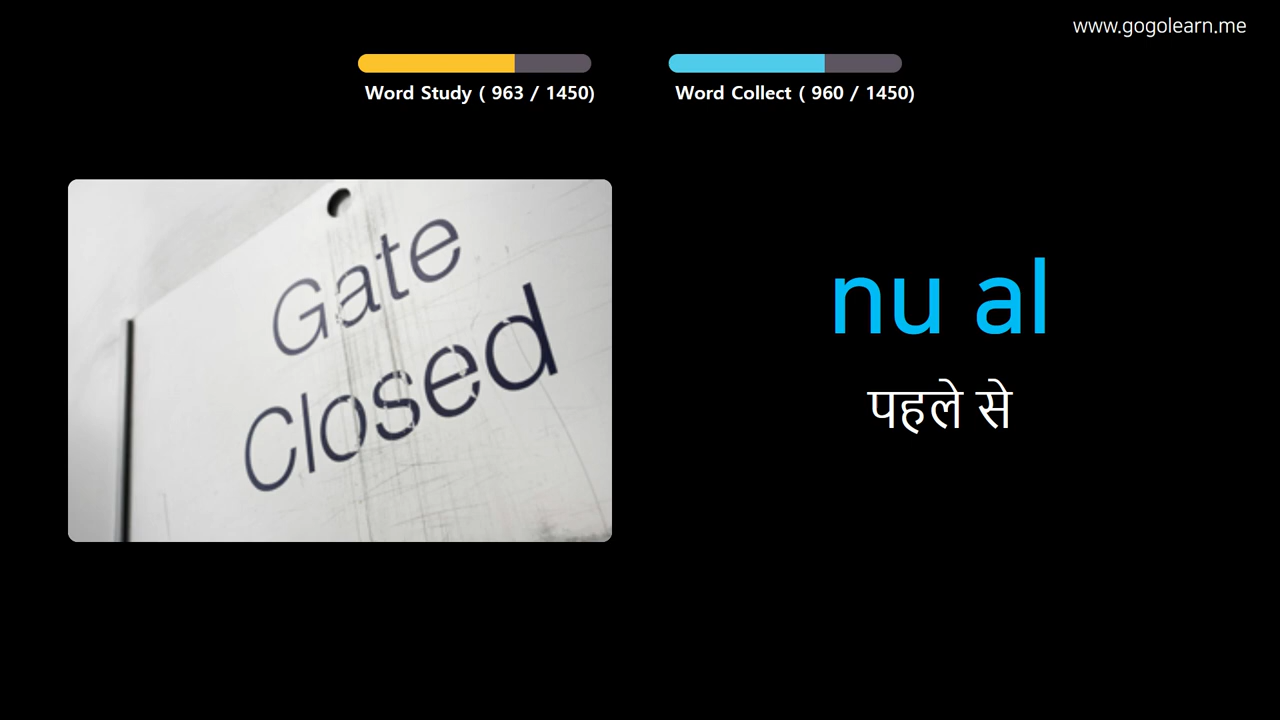 www.gogolearn.me
Word Study ( 963 / 1450)
Word Collect ( 960 / 1450)
Gate
Closed
nu al
पहले से